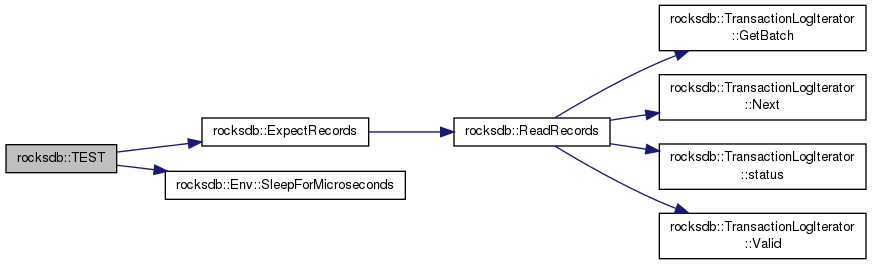 rocksdb::TEST
rocksdb::ExpectRecords
rocksdb::Env::SleepForMicroseconds
rocksdb::ReadRecords
rocksdb::TransactionLogIterator
::GetBatch
rocksdb::TransactionLogIterator
::Next
rocksdb::TransactionLogIterator
::status
rocksdb::TransactionLogIterator
::Valid